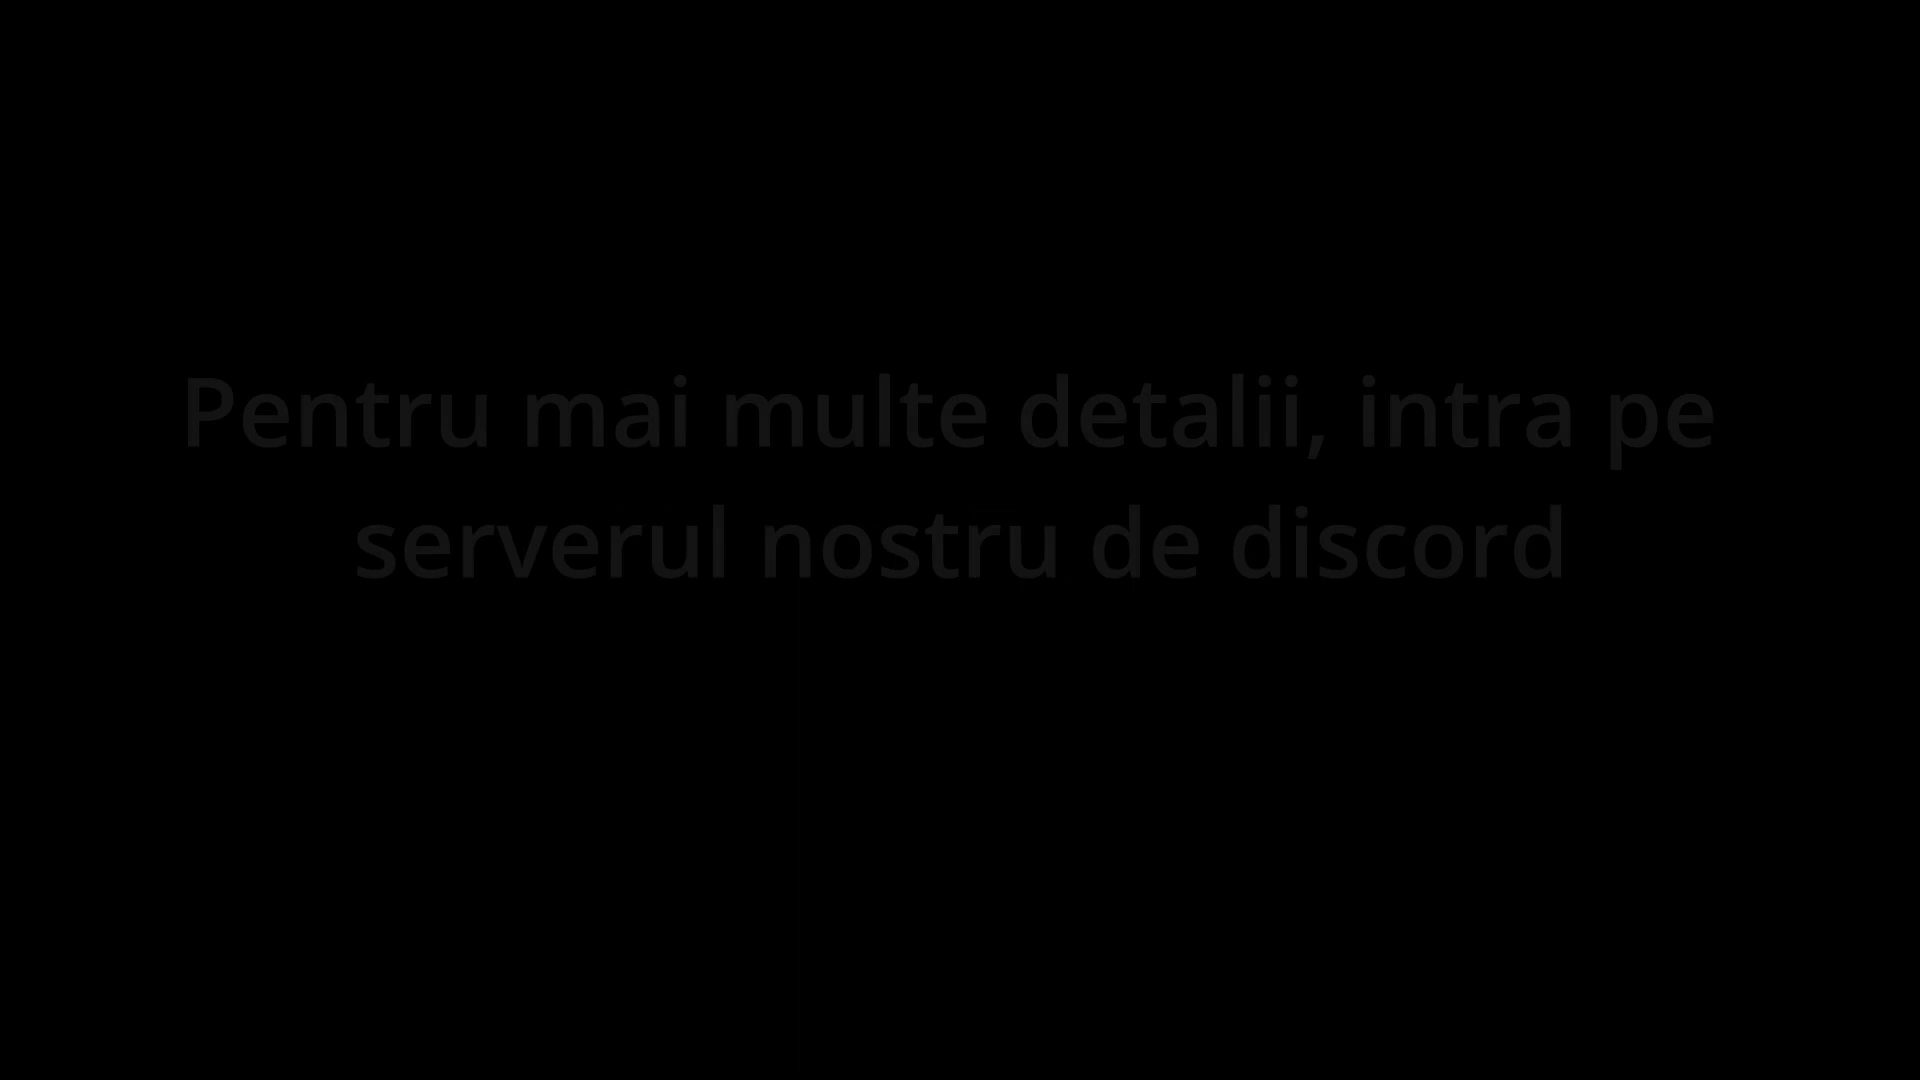 Pentru mai multe detalii, intra pe
serverul nostru de discord